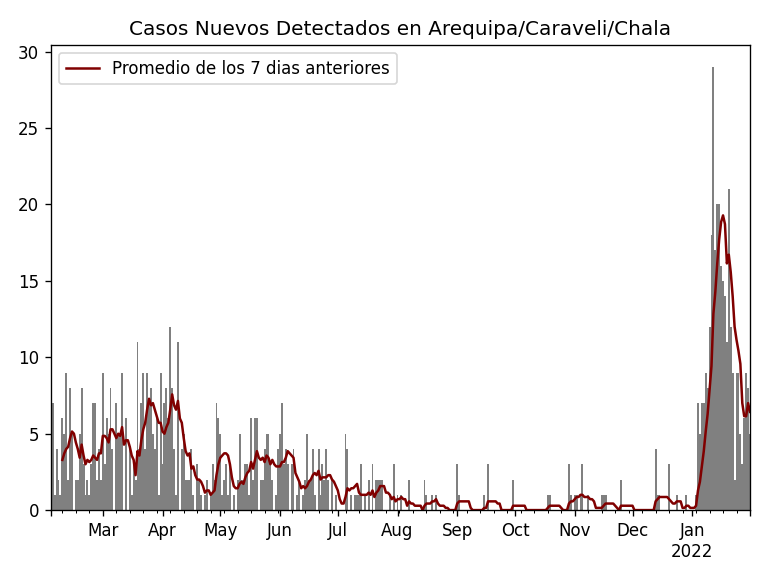 Casos Nuevos Detectados en Arequipa/Caraveli/Chala
Promedio de los 7 dias anteriores
30
25
20
15
10
5
0
Mar Apr May Jun Jul Aug Sep Oct Nov Dec Jan
2022